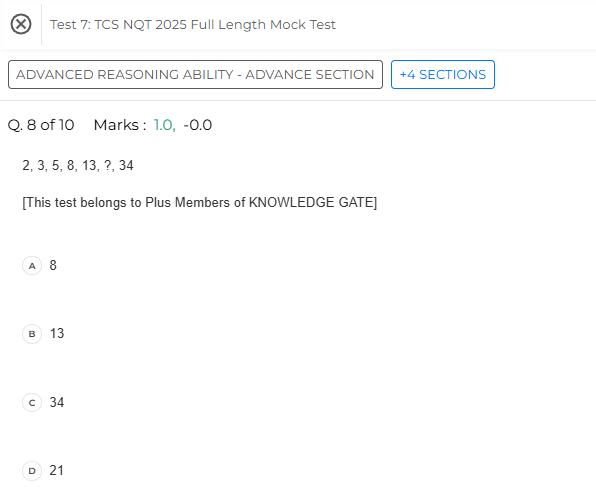 Test 7: TCS NQT 2025 Full Length Mock Test
ADVANCED REASONING ABILITY - ADVANCE SECTION +4 SECTIONS
Q. 8 of 10 Marks : 1.0, -0.0
2, 3, 5, 8, 13, ?, 34
[This test belongs to Plus Members of KNOWLEDGE GATE]
A 8
B 13
C 34
D 21